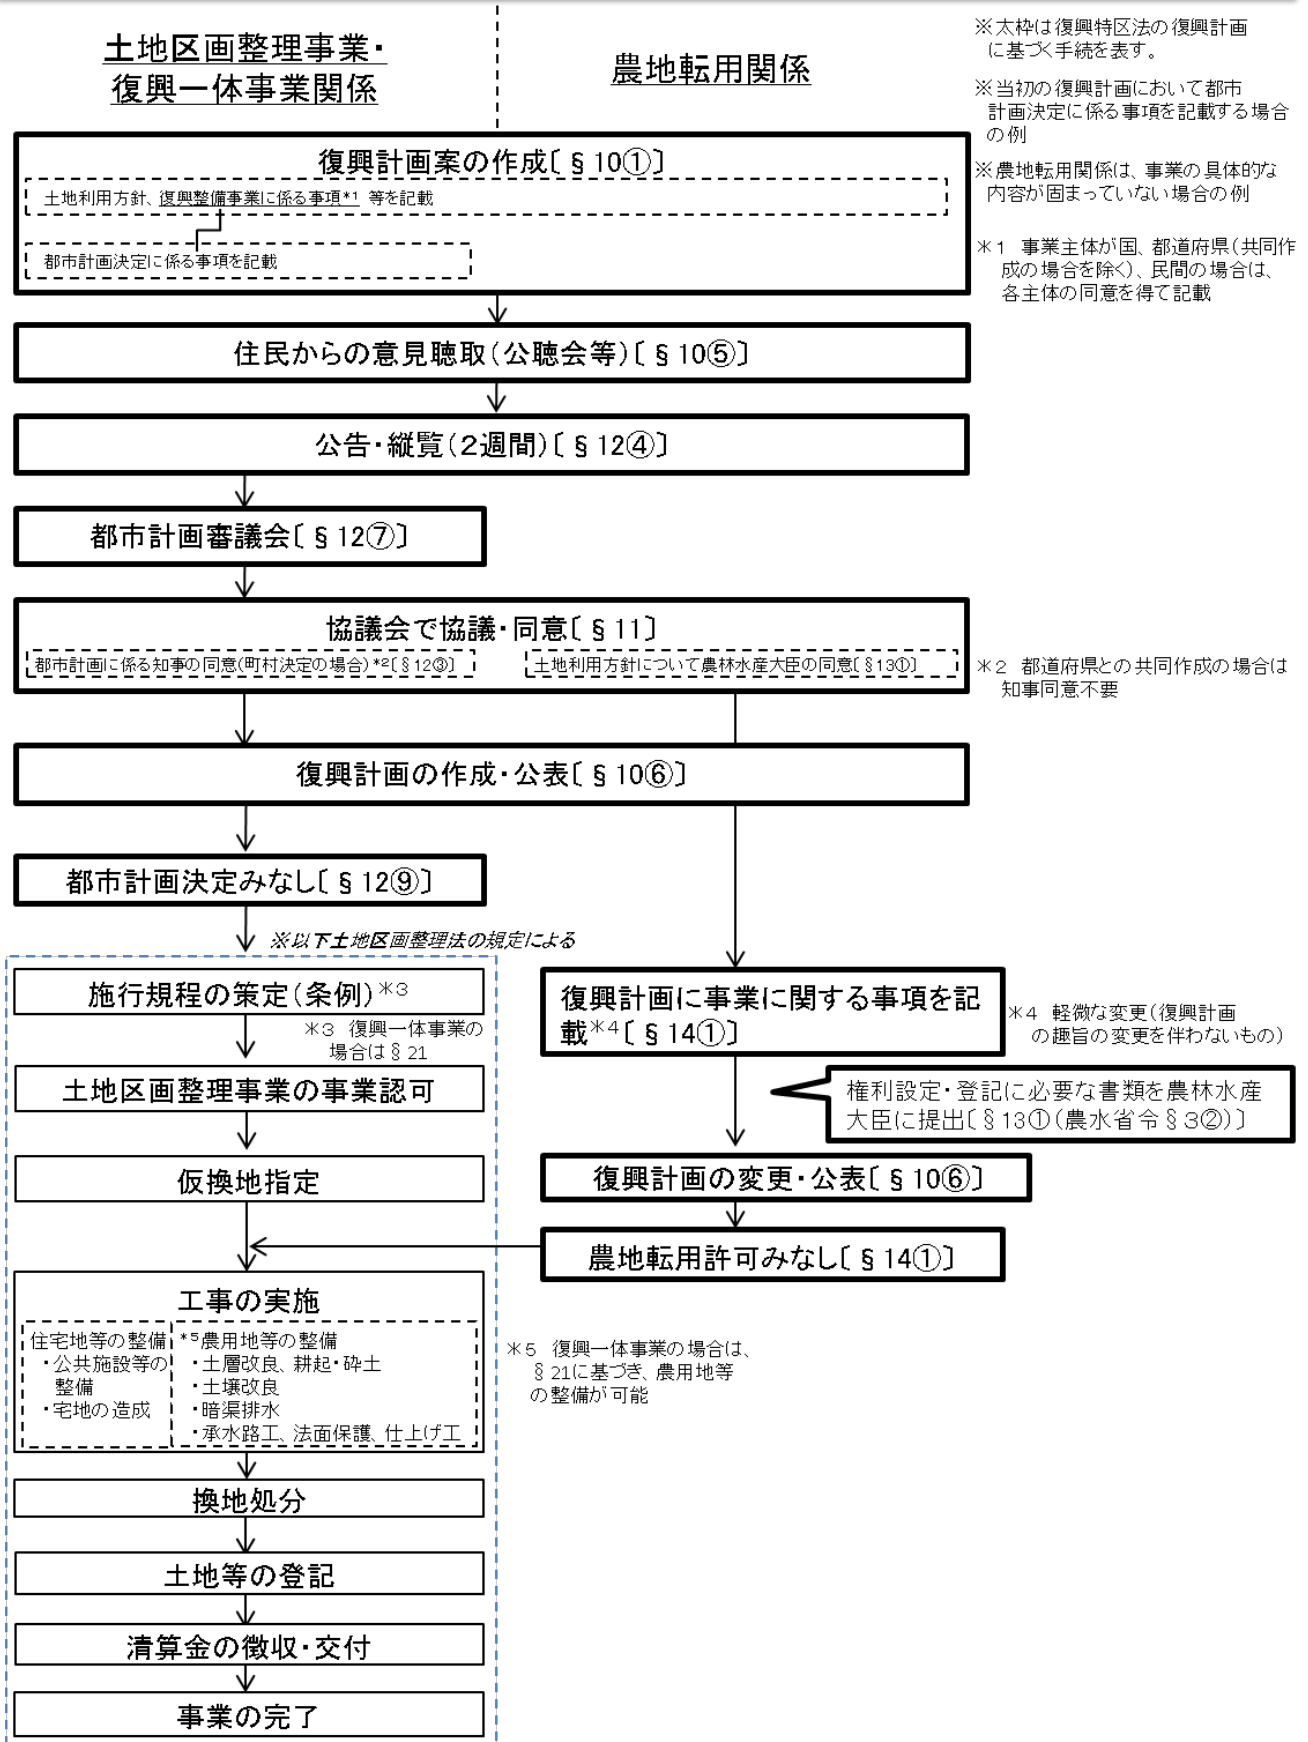 土地区画整理事業・
復興一体事業関係
農地転用関係
※太枠は復興特区法の復興計画
に基づく手続を表す。
※当初の復興計画において都市
計画決定に係る事項を記載する場合
の例
※農地転用関係は、事業の具体的な
内容が固まっていない場合の例
＊1 事業主体が国、都道府県（共同作
成の場合を除く）、民間の場合は、
各主体の同意を得て記載
復興計画案の作成〔§10①〕
土地利用方針、復興整備事業に係る事項*1 等を記載
都市計画決定に係る事項を記載
住民からの意見聴取（公聴会等）〔§10⑤〕
公告・縦覧（２週間）〔§12④〕
都市計画審議会〔§12⑦〕
協議会で協議・同意〔§11〕
都市計画に係る知事の同意(町村決定の場合)*2〔§12③〕
土地利用方針について農林水産大臣の同意〔§13①〕
＊2 都道府県との共同作成の場合は
知事同意不要
復興計画の作成・公表〔§10⑥〕
都市計画決定みなし〔§12⑨〕
※以下土地区画整理法の規定による
施行規程の策定（条例）*3
＊3 復興一体事業の
場合は§21
土地区画整理事業の事業認可
仮換地指定
復興計画に事業に関する事項を記
載*4〔§14①〕
＊4 軽微な変更（復興計画
の趣旨の変更を伴わないもの）
権利設定・登記に必要な書類を農林水産
大臣に提出〔§13①（農水省令§3②）〕
復興計画の変更・公表〔§10⑥〕
農地転用許可みなし〔§14①〕
工事の実施
住宅地等の整備
・公共施設等の
整備
・宅地の造成
*5農用地等の整備
・土層改良、耕起・砕土
・土壌改良
・暗渠排水
・承水路工、法面保護、仕上げ工
＊5 復興一体事業の場合は、
§21に基づき、農用地等
の整備が可能
換地処分
土地等の登記
清算金の徴収・交付
事業の完了